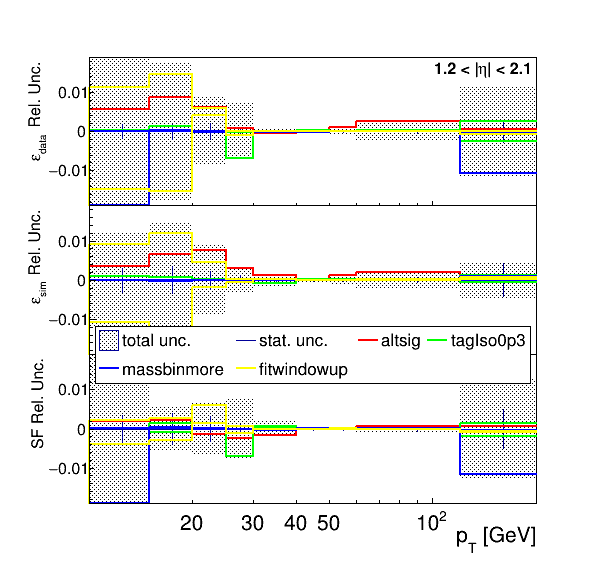 1.2 < |η| < 2.1
ε_data Rel. Unc.
0.01
0
−0.01
ε_sim Rel. Unc.
0.01
0
−0.01
total unc. stat. unc. altsig tagIso0p3
massbinmore fitwindowup
SF Rel. Unc.
0.01
0
−0.01
20 30 40 50 10²
p_T [GeV]